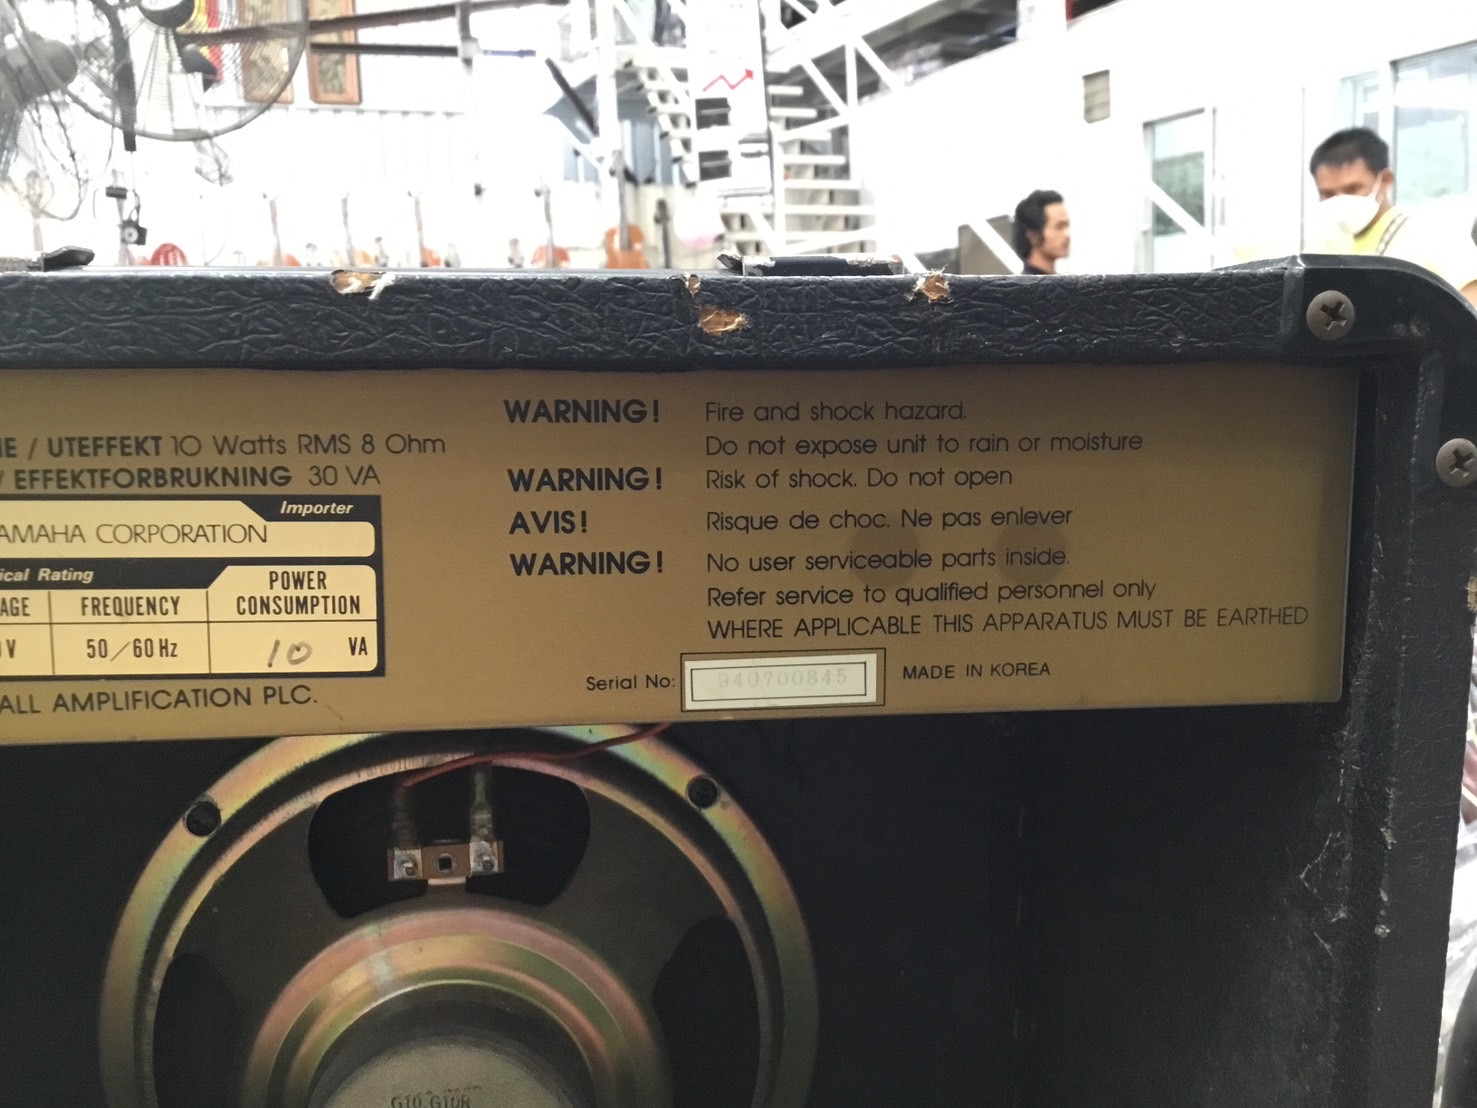 WARNING! Fire and shock hazard.
Do not expose unit to rain or moisture
WARNING! Risk of shock. Do not open
AVIS! Risque de choc. Ne pas enlever
WARNING! No user serviceable parts inside.
Refer service to qualified personnel only
WHERE APPLICABLE THIS APPARATUS MUST BE EARTHED
Serial No: 940700845 MADE IN KOREA
IE / UTEFFEKT 10 Watts RMS 8 Ohm
/ EFFEKTFORBRUKNING 30 VA
Importer
AMAHA CORPORATION
ical Rating
AGE FREQUENCY POWER CONSUMPTION
V 50/60Hz 10 VA
ALL AMPLIFICATION PLC.